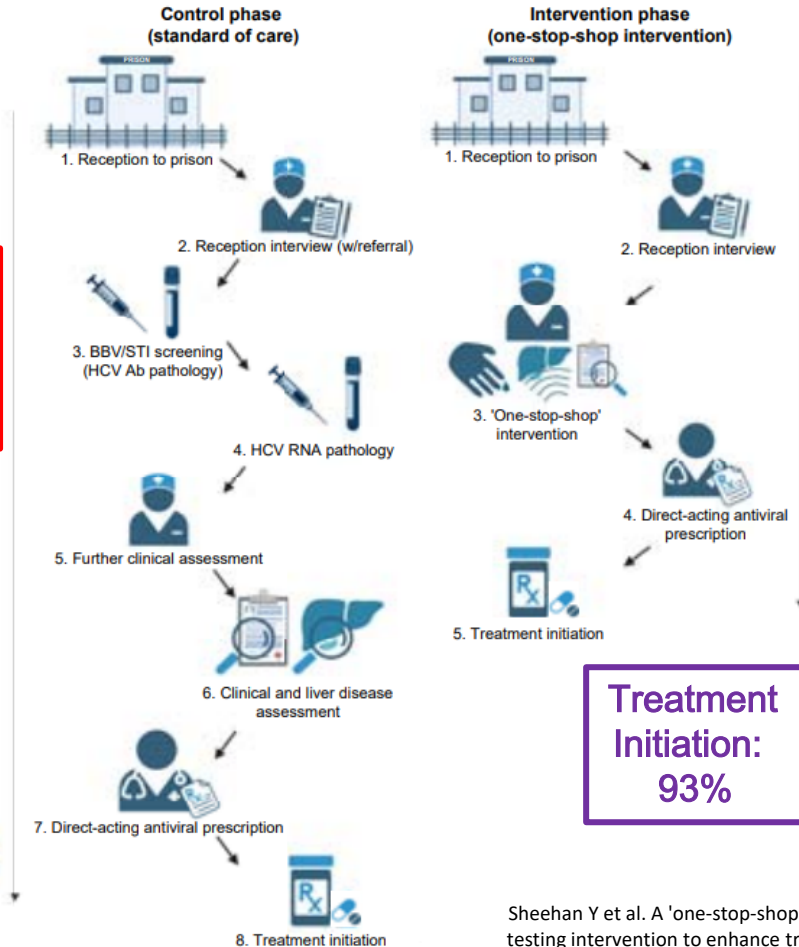 Control phase
(standard of care)
PRISON
1. Reception to prison
2. Reception interview (w/referral)
3. BBV/STI screening
(HCV Ab pathology)
4. HCV RNA pathology
5. Further clinical assessment
6. Clinical and liver disease
assessment
7. Direct-acting antiviral prescription
8. Treatment initiation
Intervention phase
(one-stop-shop intervention)
PRISON
1. Reception to prison
2. Reception interview
3. 'One-stop-shop'
intervention
4. Direct-acting antiviral
prescription
5. Treatment initiation
Rx
Treatment
Initiation:
93%
Sheehan Y et al. A 'one-stop-shop
testing intervention to enhance tr